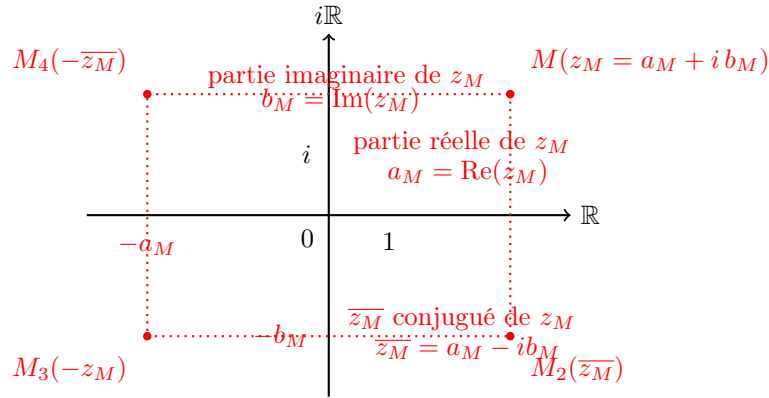 iℝ
M₄(-z̅_M̅)
M(z_M = a_M + i b_M)
partie imaginaire de z_M
b_M = Im(z_M)
i
partie réelle de z_M
a_M = Re(z_M)
ℝ
-a_M
0
1
-b_M
z̅_M̅ conjugué de z_M
z̅_M̅ = a_M - ib_M
M₃(-z_M)
M₂(z̅_M̅)